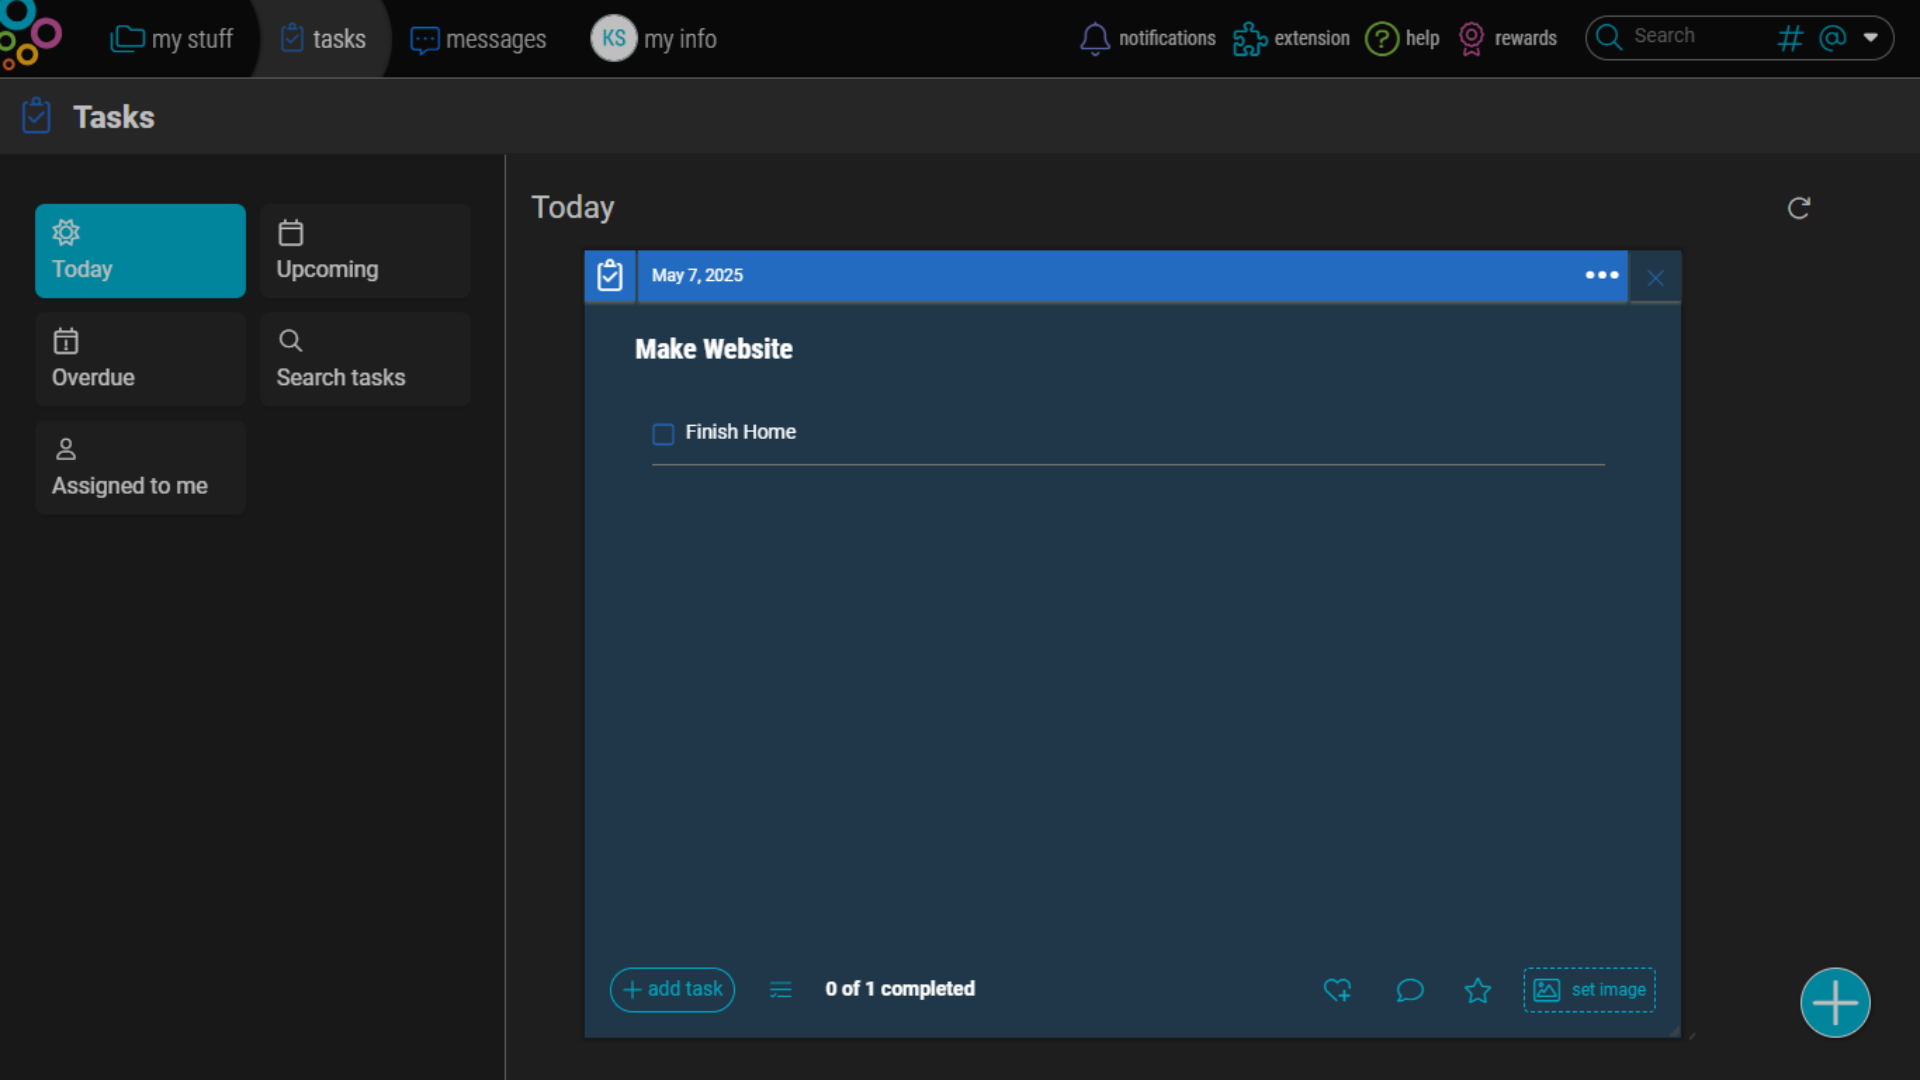 my stuff
tasks
messages
KS
my info
notifications
extension
help
rewards
Search
# @
Tasks
Today
Upcoming
Overdue
Search tasks
Assigned to me
Today
May 7, 2025
Make Website
Finish Home
+ add task
0 of 1 completed
set image